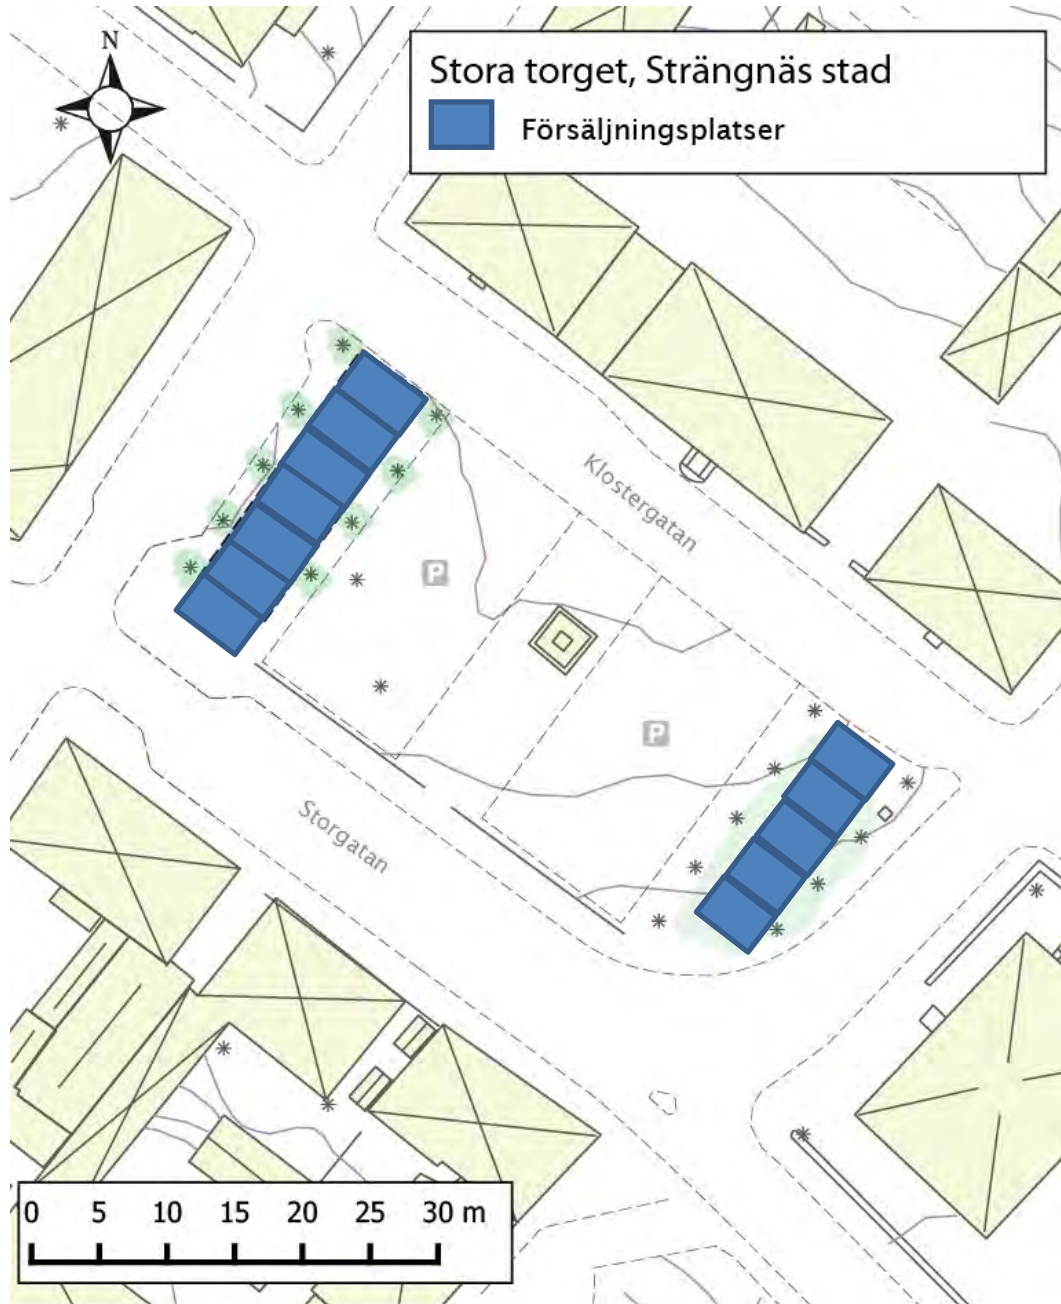 N
Stora torget, Strängnäs stad
Försäljningsplatser
Klostergatan
P
P
Storgatan
0 5 10 15 20 25 30 m